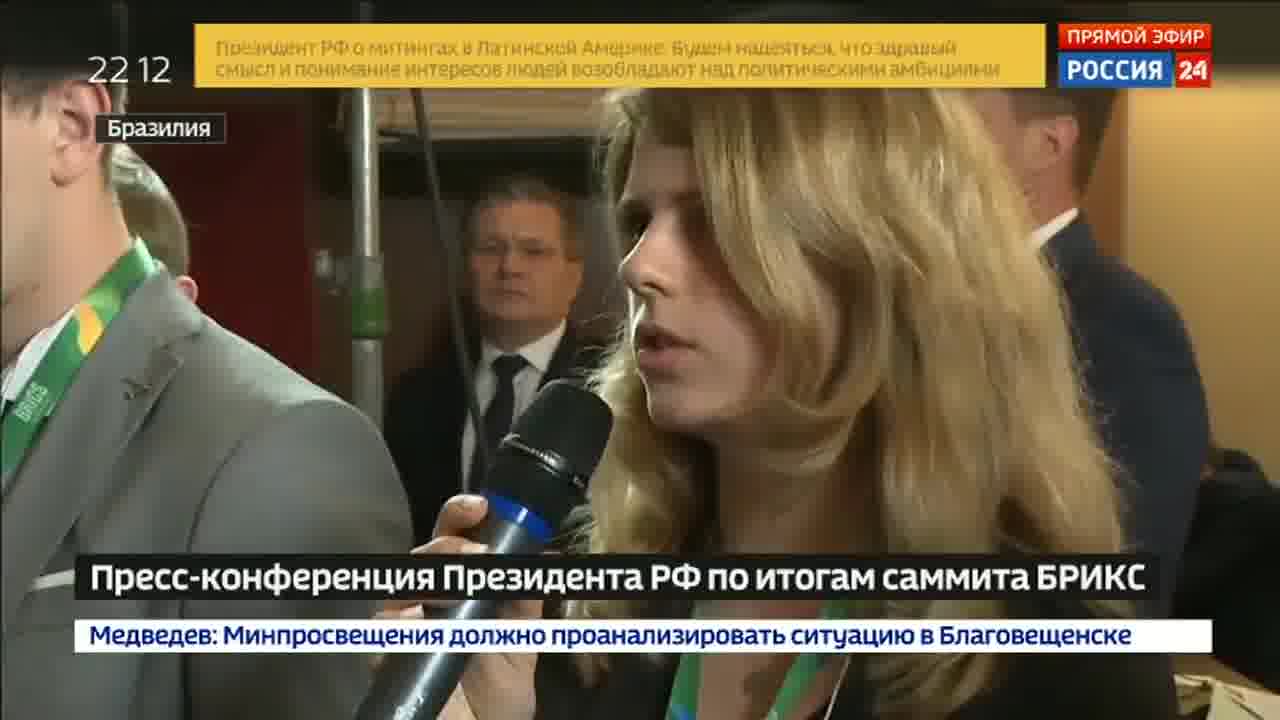 22 12
Президент РФ о митингах в Латинской Америке: Будем надеяться, что здравый
смысл и понимание интересов людей возобладают над политическими амбициями
ПРЯМОЙ ЭФИР
РОССИЯ 24
Бразилия
BRICS
Пресс-конференция Президента РФ по итогам саммита БРИКС
Медведев: Минпросвещения должно проанализировать ситуацию в Благовещенске